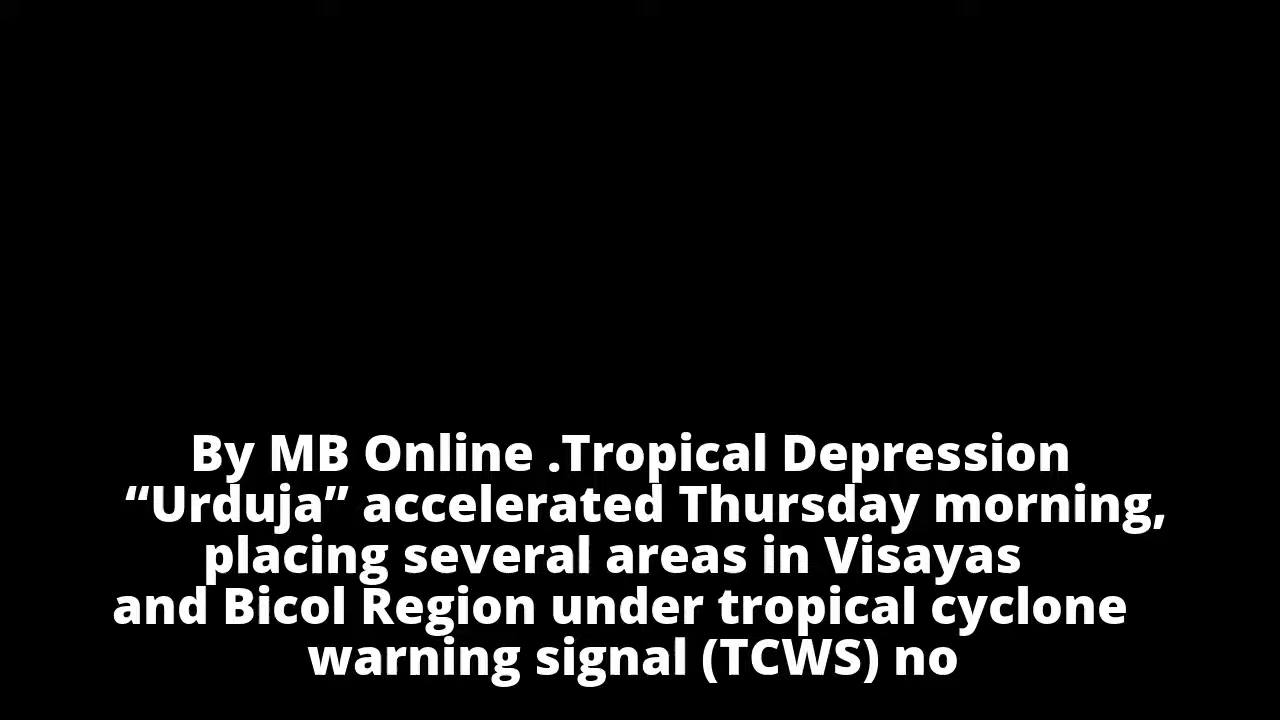 By MB Online .Tropical Depression
“Urduja” accelerated Thursday morning,
placing several areas in Visayas
and Bicol Region under tropical cyclone
warning signal (TCWS) no